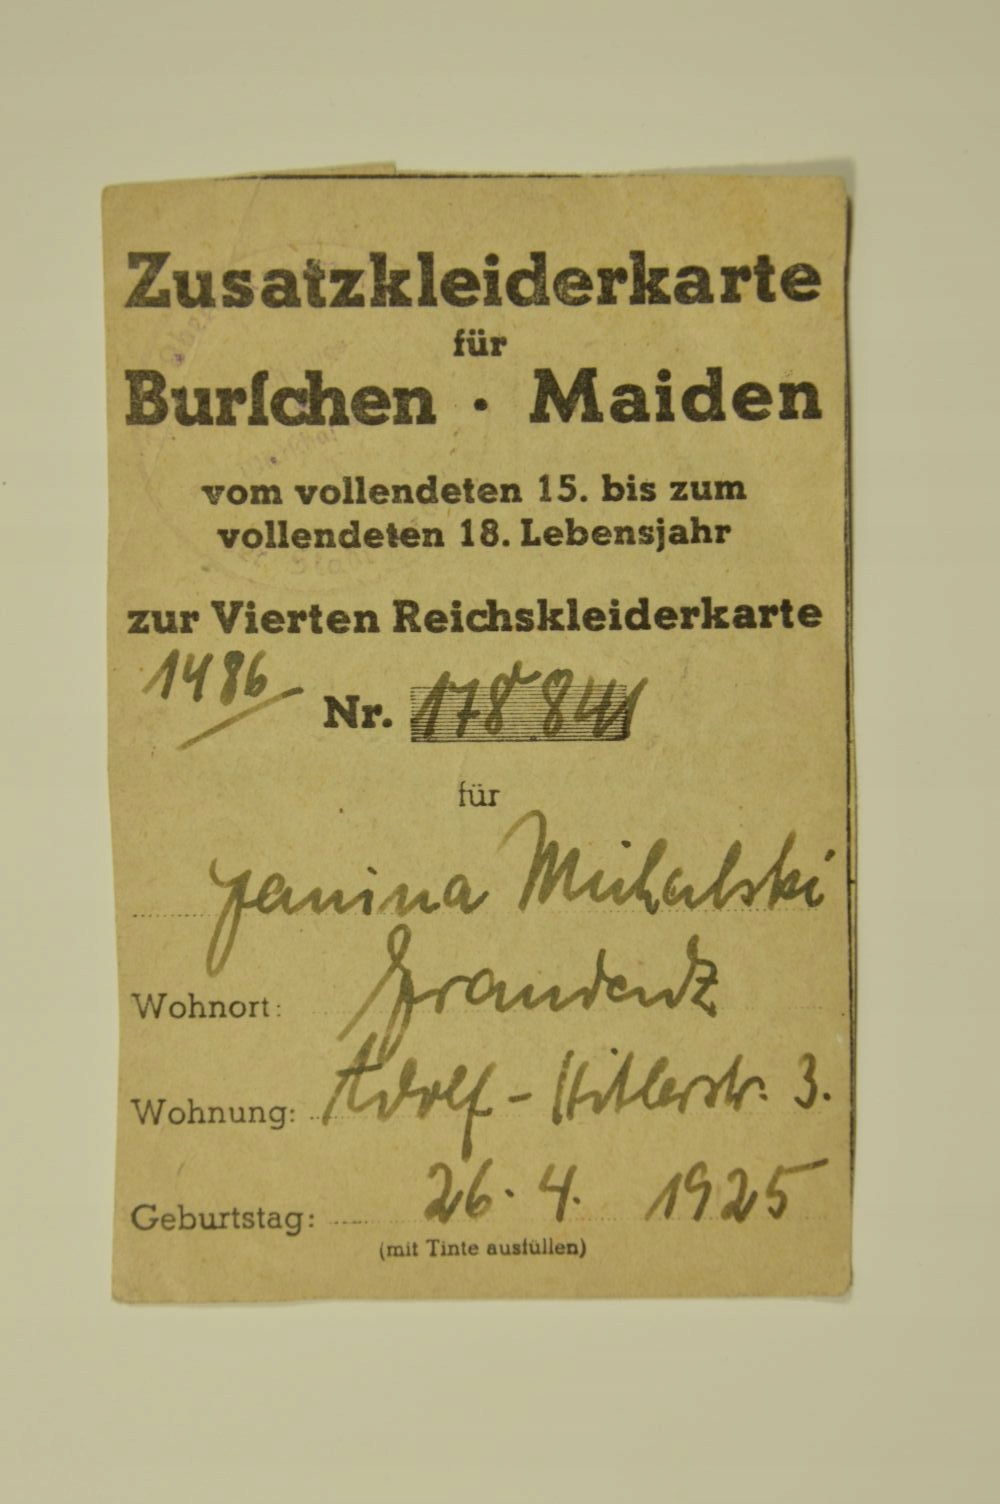 Zusatzkleiderkarte
für
Burſchen · Maiden
vom vollendeten 15. bis zum
vollendeten 18. Lebensjahr
zur Vierten Reichskleiderkarte
1486
Nr. 178 841
für
Janina Michalski
Wohnort: Graudenz
Wohnung: Adolf-Hitlerstr. 3.
Geburtstag: 26. 4. 1925
(mit Tinte ausfüllen)